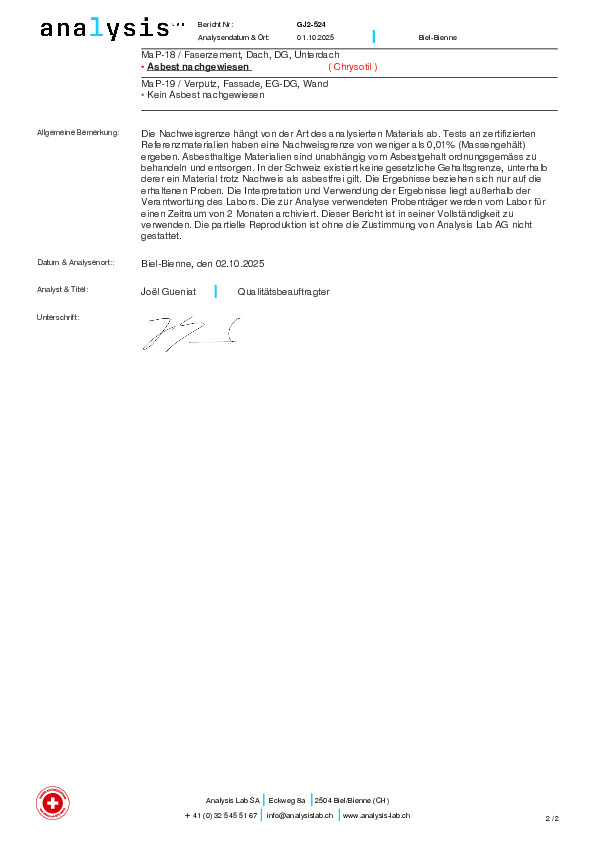 analysis
Bericht Nr: GJ2-524
Analysendatum & Ort: 01.10.2025 Biel-Bienne
MaP-18 / Faserzement, Dach, DG, Unterdach
• Asbest nachgewiesen ( Chrysotil )
MaP-19 / Verputz, Fassade, EG-DG, Wand
• Kein Asbest nachgewiesen
Allgemeine Bemerkung:
Die Nachweisgrenze hängt von der Art des analysierten Materials ab. Tests an zertifizierten
Referenzmaterialien haben eine Nachweisgrenze von weniger als 0,01% (Massengehält)
ergeben. Asbesthaltige Materialien sind unabhängig vom Asbestgehalt ordnungsgemäss zu
behandeln und entsorgen. In der Schweiz existiert keine gesetzliche Gehaltsgrenze, unterhalb
derer ein Material trotz Nachweis als asbestfrei gilt. Die Ergebnisse beziehen sich nur auf die
erhaltenen Proben. Die Interpretation und Verwendung der Ergebnisse liegt außerhalb der
Verantwortung des Labors. Die zur Analyse verwendeten Probenträger werden vom Labor für
einen Zeitraum von 2 Monaten archiviert. Dieser Bericht ist in seiner Vollständigkeit zu
verwenden. Die partielle Reproduktion ist ohne die Zustimmung von Analysis Lab AG nicht
gestattet.
Datum & Analysenort:: Biel-Bienne, den 02.10.2025
Analyst & Titel: Joël Gueniat Qualitätsbeauftragter
Unterschrift:
Analysis Lab SA Eckweg 8a 2504 Biel/Bienne (CH)
+ 41 (0) 32 545 51 67 info@analysislab.ch www.analysis-lab.ch
2 / 2